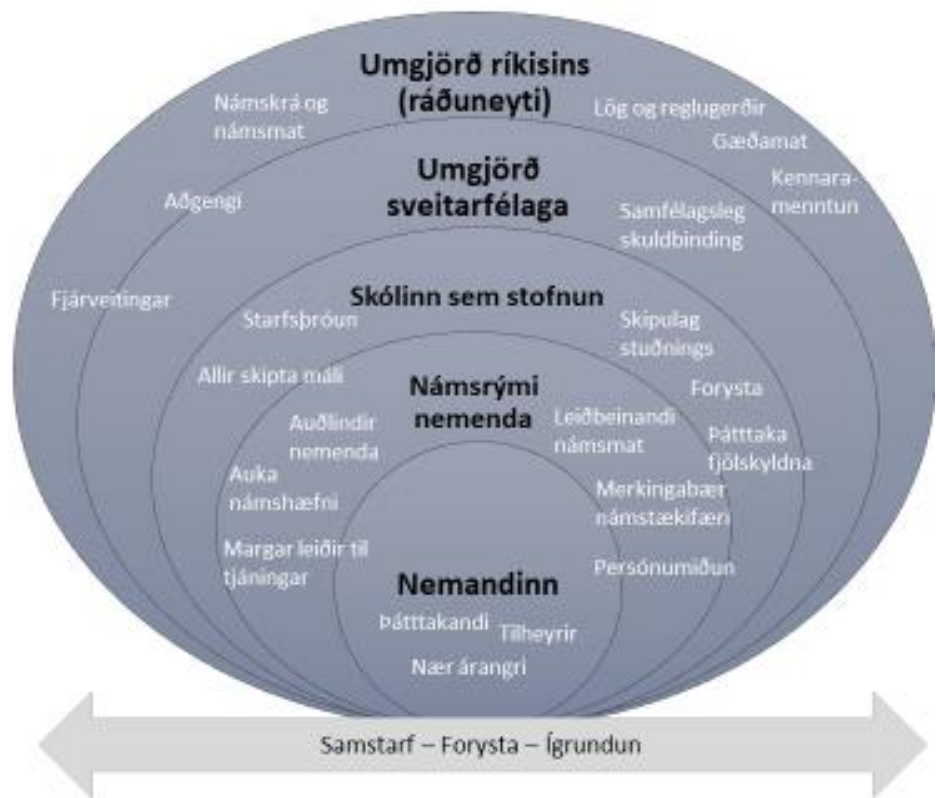 Umgjörð ríkisins
(ráðuneyti)
Námskrá og
námsmat
Lög og reglugerðir
Gæðamat
Kennara-
menntun
Umgjörð
sveitarfélaga
Aðgengi
Samfélagsleg
skuldbinding
Fjárveitingar
Skólinn sem stofnun
Starfsþróun
Skipulag
stuðnings
Allir skipta máli
Forysta
Þátttaka
fjölskyldna
Námsrými
nemenda
Auðlindir
nemenda
Leiðbeinandi
námsmat
Auka
námshæfni
Merkingabær
námstækifæri
Margar leiðir til
tjáningar
Persónumiðun
Nemandinn
Þátttakandi
Tilheyrir
Nær árangri
Samstarf – Forysta – Ígrundun